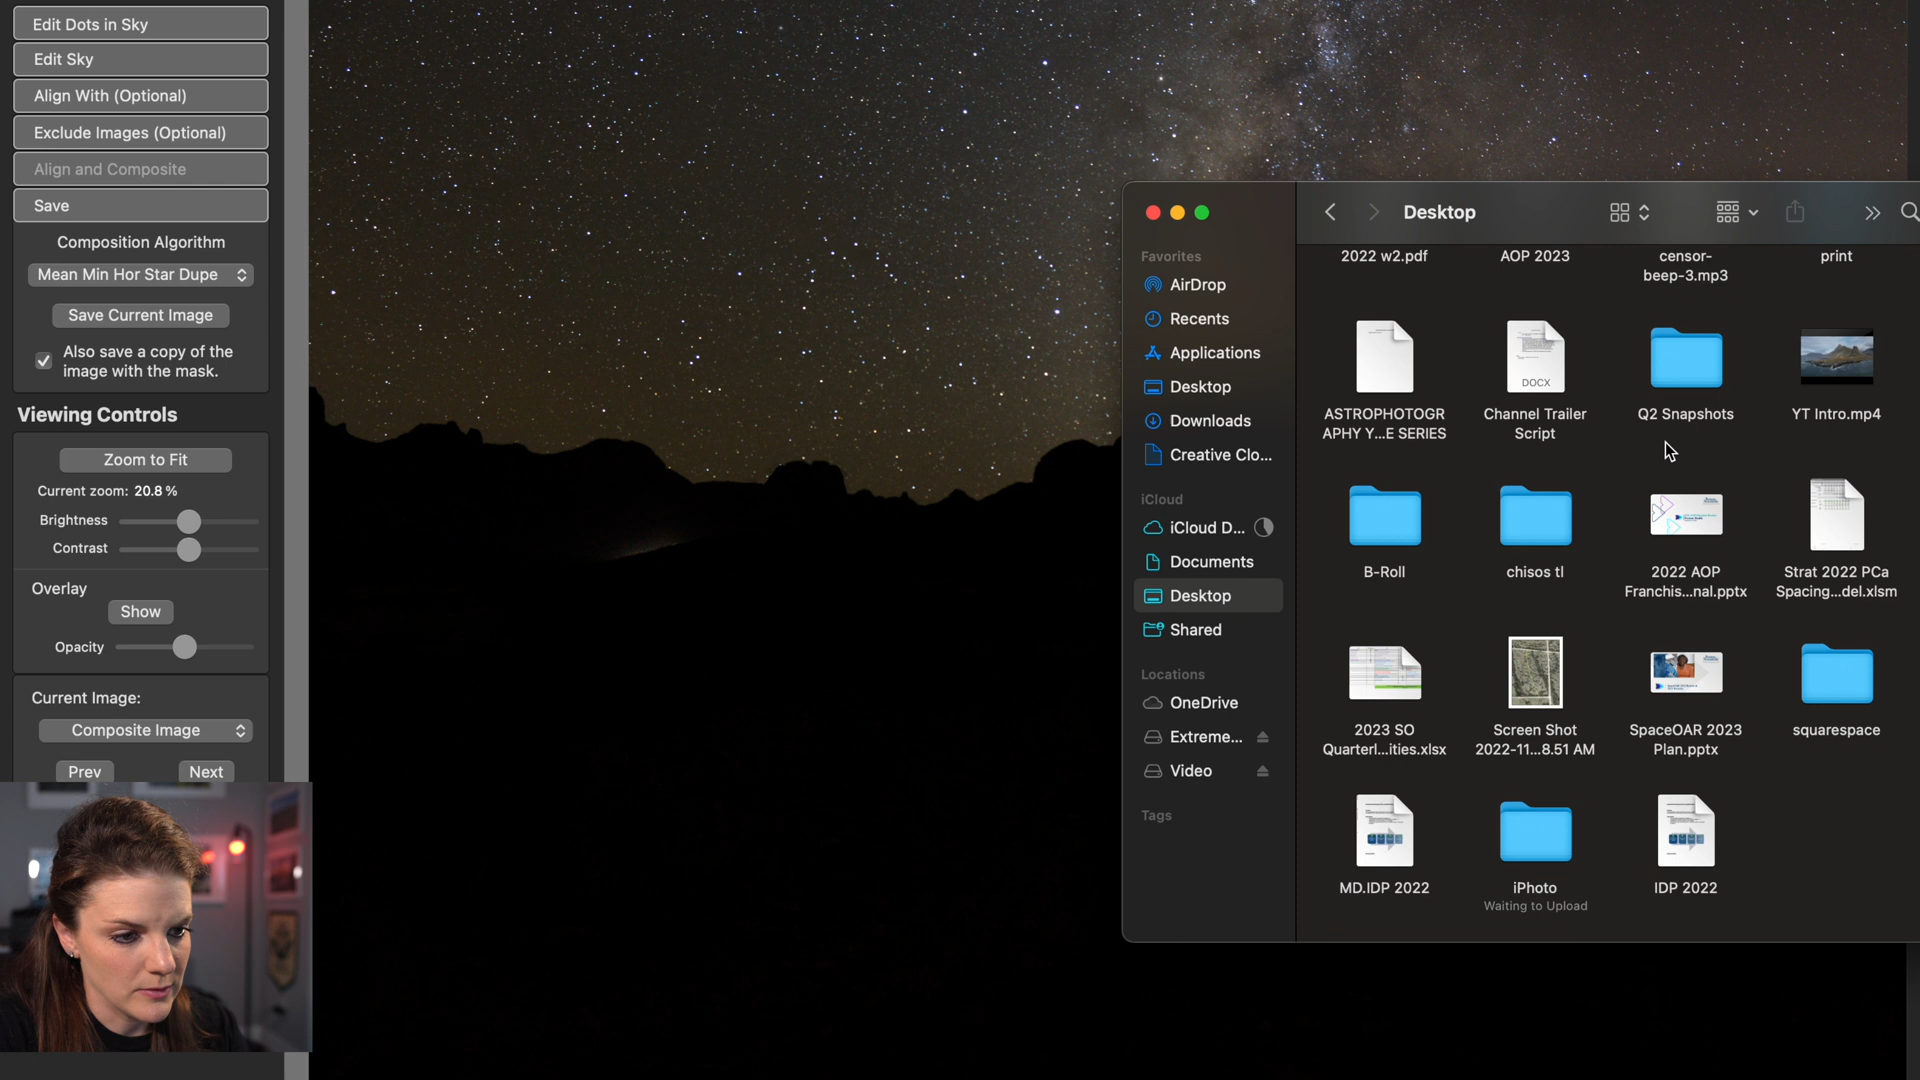 Edit Dots in Sky
Edit Sky
Align With (Optional)
Exclude Images (Optional)
Align and Composite
Save
Composition Algorithm
Mean Min Hor Star Dupe
Save Current Image
Also save a copy of the
image with the mask.
Viewing Controls
Zoom to Fit
Current zoom: 20.8 %
Brightness
Contrast
Overlay
Show
Opacity
Current Image:
Composite Image
Prev
Next
Favorites
AirDrop
Recents
Applications
Desktop
Downloads
Creative Clo...
iCloud
iCloud D...
Documents
Desktop
Shared
Locations
OneDrive
Extreme...
Video
Tags
Desktop
2022 w2.pdf
AOP 2023
censor-
beep-3.mp3
print
DOCX
ASTROPHOTOGR
APHY Y...E SERIES
Channel Trailer
Script
Q2 Snapshots
YT Intro.mp4
B-Roll
chisos tl
2022 AOP
Franchis...nal.pptx
Strat 2022 PCa
Spacing...del.xlsm
2023 SO
Quarterl...ities.xlsx
Screen Shot
2022-11...8.51 AM
SpaceOAR 2023
Plan.pptx
squarespace
MD.IDP 2022
iPhoto
Waiting to Upload
IDP 2022